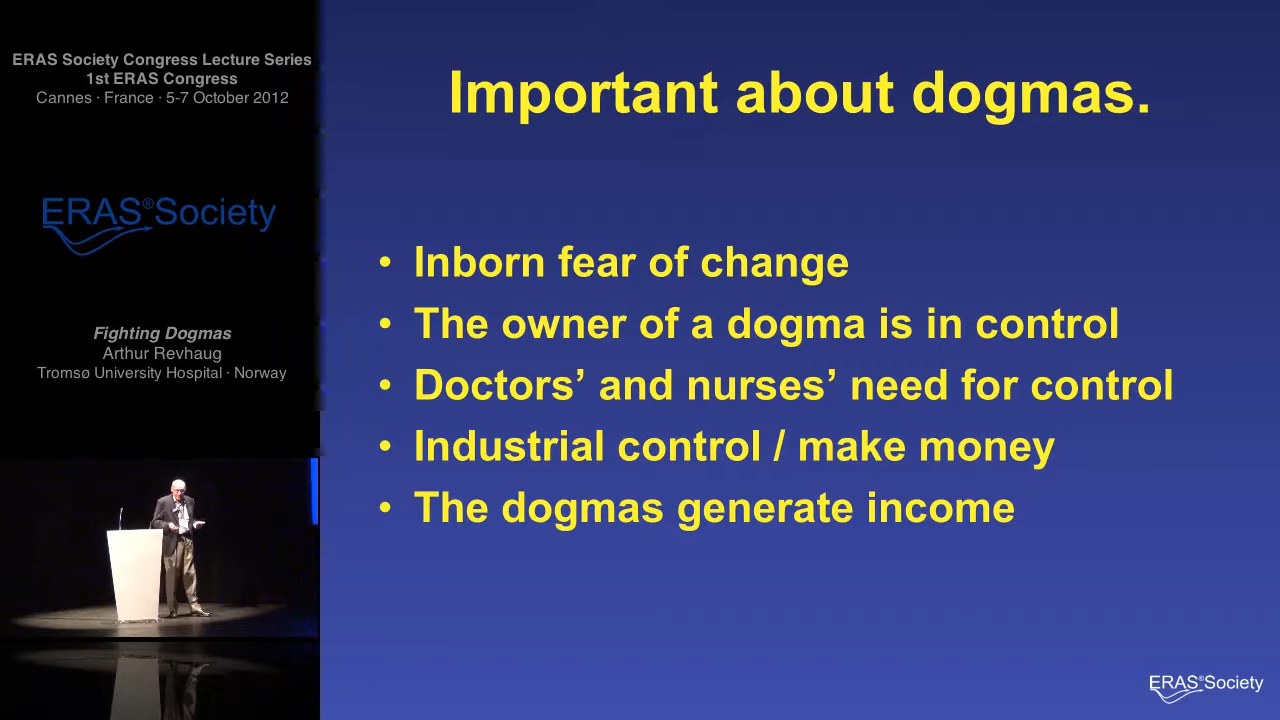 ERAS Society Congress Lecture Series
1st ERAS Congress
Cannes · France · 5-7 October 2012
ERAS®Society
Fighting Dogmas
Arthur Revhaug
Tromsø University Hospital · Norway
Important about dogmas.
• Inborn fear of change
• The owner of a dogma is in control
• Doctors’ and nurses’ need for control
• Industrial control / make money
• The dogmas generate income
ERAS®Society